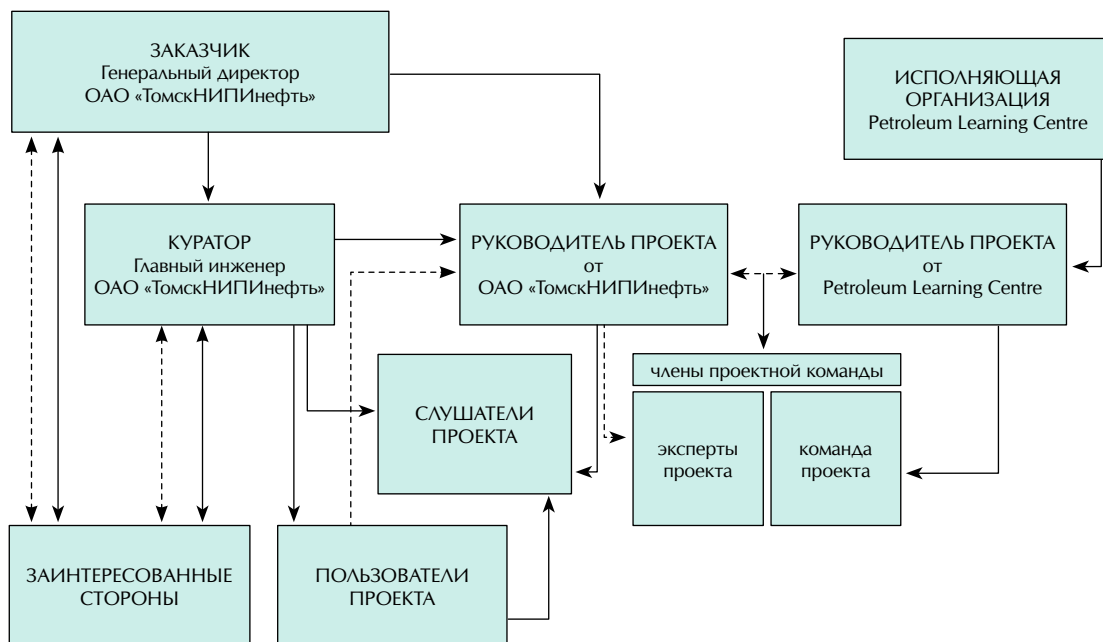 ЗАКАЗЧИК
Генеральный директор
ОАО «ТомскНИПИнефть»
ИСПОЛНЯЮЩАЯ
ОРГАНИЗАЦИЯ
Petroleum Learning Centre
КУРАТОР
Главный инженер
ОАО «ТомскНИПИнефть»
РУКОВОДИТЕЛЬ ПРОЕКТА
от
ОАО «ТомскНИПИнефть»
РУКОВОДИТЕЛЬ ПРОЕКТА
от
Petroleum Learning Centre
члены проектной команды
СЛУШАТЕЛИ
ПРОЕКТА
эксперты
проекта
команда
проекта
ЗАИНТЕРЕСОВАННЫЕ
СТОРОНЫ
ПОЛЬЗОВАТЕЛИ
ПРОЕКТА